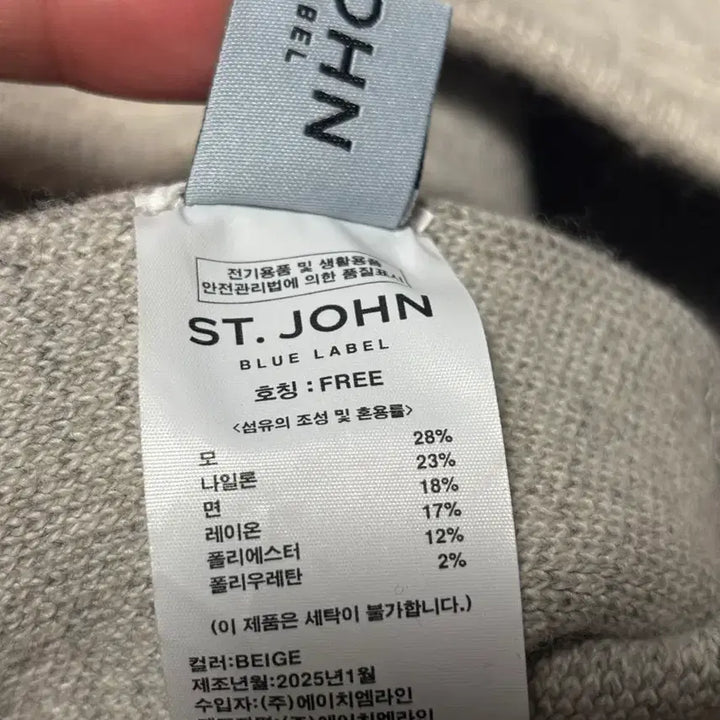 OHN
BEL
전기용품 및 생활용품
안전관리법에 의한 품질표시
ST. JOHN
BLUE LABEL
호칭 : FREE
<섬유의 조성 및 혼용률>
모 28%
나일론 23%
면 18%
레이온 17%
폴리에스터 12%
폴리우레탄 2%
(이 제품은 세탁이 불가합니다.)
컬러:BEIGE
제조년월:2025년1월
수입자:(주)에이치엠라인